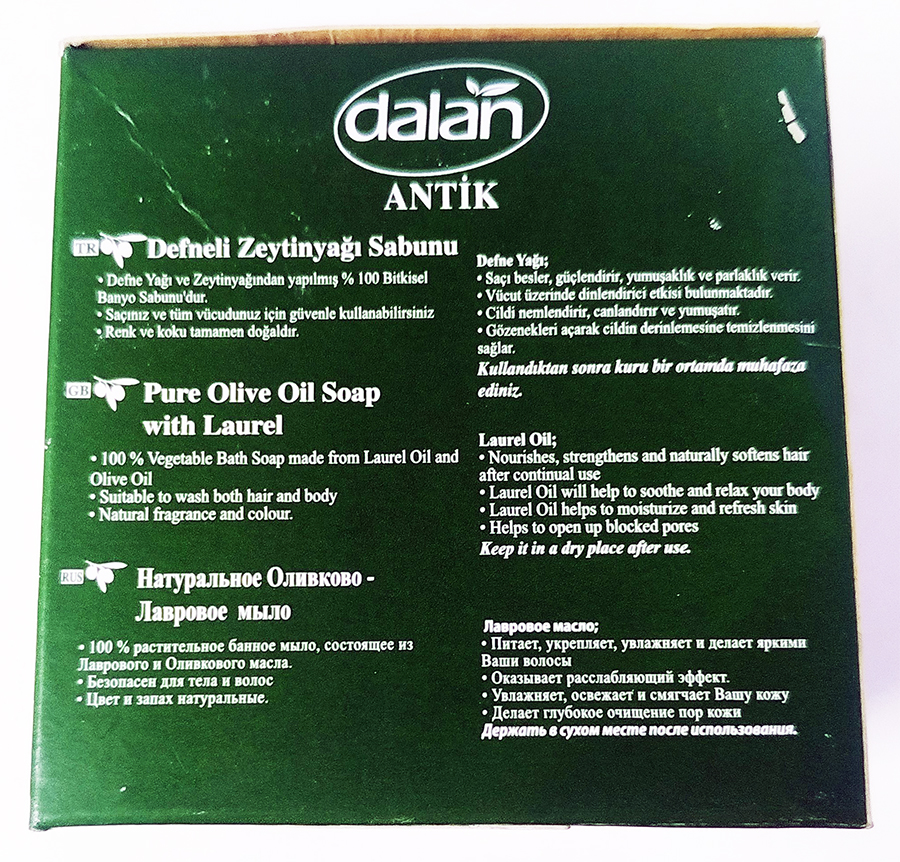 dalan
ANTİK
TR
Defneli Zeytinyağı Sabunu
• Defne Yağı ve Zeytinyağından yapılmış % 100 Bitkisel
Banyo Sabunu'dur.
• Saçınız ve tüm vücudunuz için güvenle kullanabilirsiniz
• Renk ve koku tamamen doğaldır.
Defne Yağı;
• Saçı besler, güçlendirir, yumuşaklık ve parlaklık verir.
• Vücut üzerinde dinlendirici etkisi bulunmaktadır.
• Cildi nemlendirir, canlandırır ve yumuşatır.
• Gözenekleri açarak cildin derinlemesine temizlenmesini
sağlar.
Kullandıktan sonra kuru bir ortamda muhafaza
ediniz.
GB
Pure Olive Oil Soap
with Laurel
• 100 % Vegetable Bath Soap made from Laurel Oil and
Olive Oil
• Suitable to wash both hair and body
• Natural fragrance and colour.
Laurel Oil;
• Nourishes, strengthens and naturally softens hair
after continual use
• Laurel Oil will help to soothe and relax your body
• Laurel Oil helps to moisturize and refresh skin
• Helps to open up blocked pores
Keep it in a dry place after use.
RUS
Натуральное Оливково -
Лавровое мыло
• 100 % растительное банное мыло, состоящее из
Лаврового и Оливкового масла.
• Безопасен для тела и волос
• Цвет и запах натуральные.
Лавровое масло;
• Питает, укрепляет, увлажняет и делает яркими
Ваши волосы
• Оказывает расслабляющий эффект.
• Увлажняет, освежает и смягчает Вашу кожу
• Делает глубокое очищение пор кожи
Держать в сухом месте после использования.